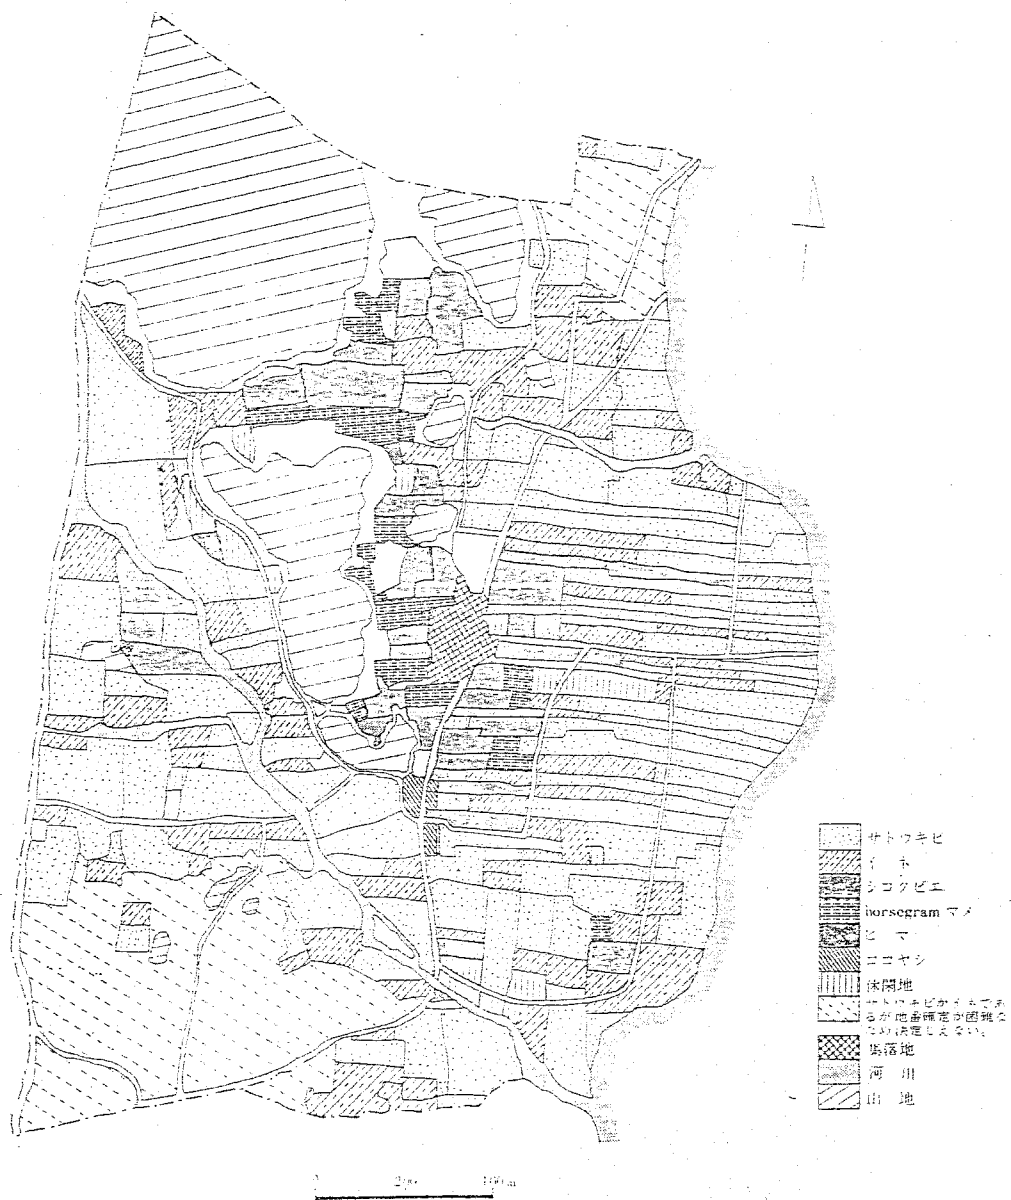 サトウキビ
イネ
シコクビエ
horsegram マメ
ヒマ
ココヤシ
休閑地
サトウキビかイネであ
るが地番確定が困難な
ため決定しえない。
集落地
河川
山地
0 200 400m